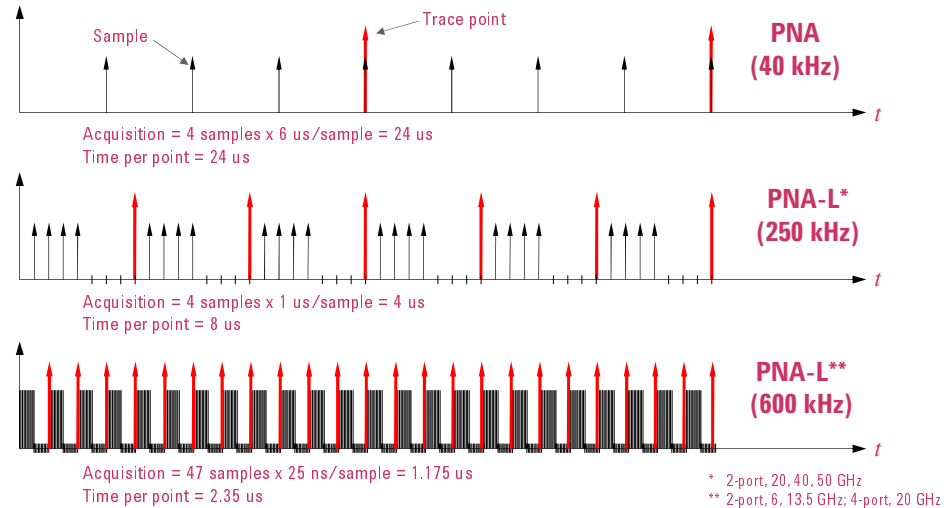 Sample
Trace point
PNA
(40 kHz)
t
Acquisition = 4 samples x 6 us/sample = 24 us
Time per point = 24 us
PNA-L*
(250 kHz)
t
Acquisition = 4 samples x 1 us/sample = 4 us
Time per point = 8 us
PNA-L**
(600 kHz)
t
Acquisition = 47 samples x 25 ns/sample = 1.175 us
Time per point = 2.35 us
* 2-port, 20, 40, 50 GHz
** 2-port, 6, 13.5 GHz; 4-port, 20 GHz